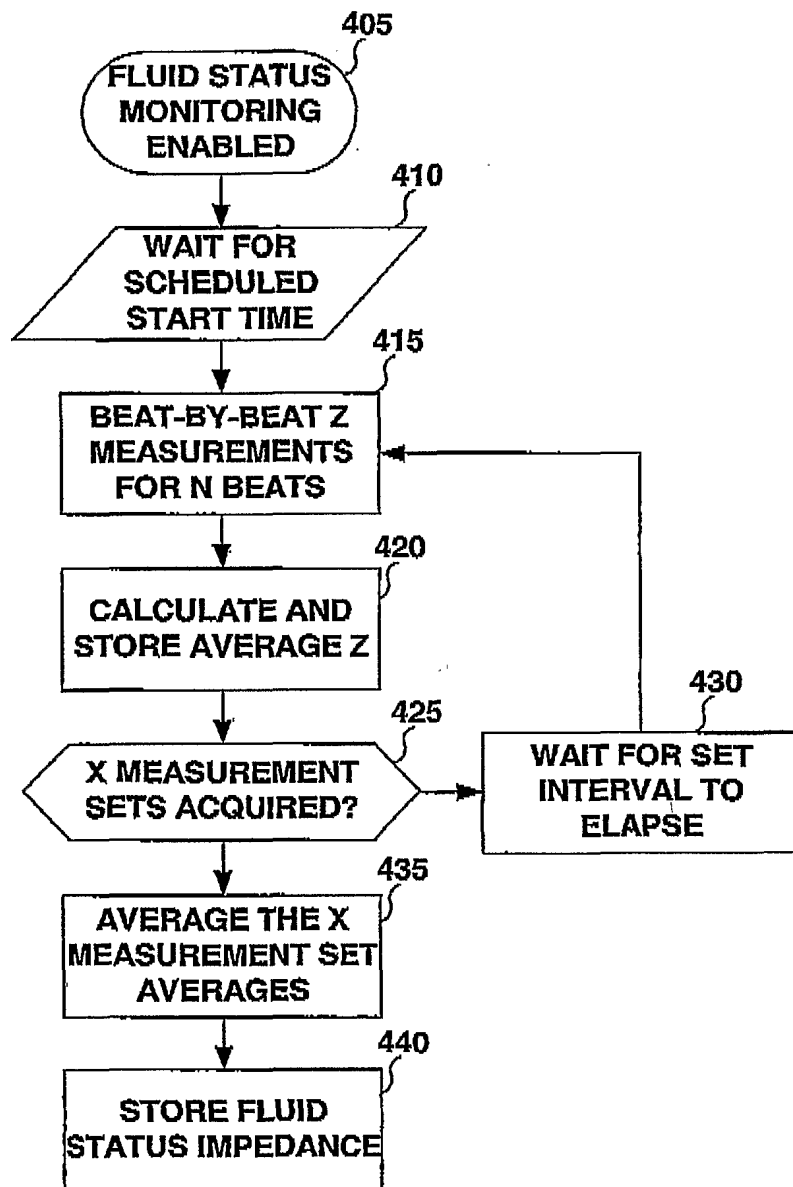 405
FLUID STATUS
MONITORING
ENABLED
410
WAIT FOR
SCHEDULED
START TIME
415
BEAT-BY-BEAT Z
MEASUREMENTS
FOR N BEATS
420
CALCULATE AND
STORE AVERAGE Z
425
X MEASUREMENT
SETS ACQUIRED?
430
WAIT FOR SET
INTERVAL TO
ELAPSE
435
AVERAGE THE X
MEASUREMENT SET
AVERAGES
440
STORE FLUID
STATUS IMPEDANCE